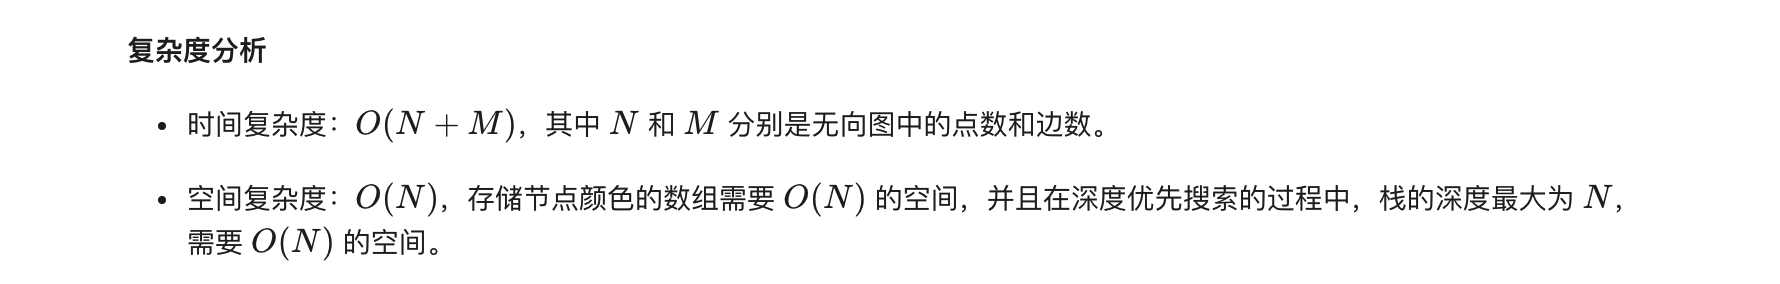 复杂度分析
• 时间复杂度：O(N + M)，其中 N 和 M 分别是无向图中的点数和边数。
• 空间复杂度：O(N)，存储节点颜色的数组需要 O(N) 的空间，并且在深度优先搜索的过程中，栈的深度最大为 N，
需要 O(N) 的空间。